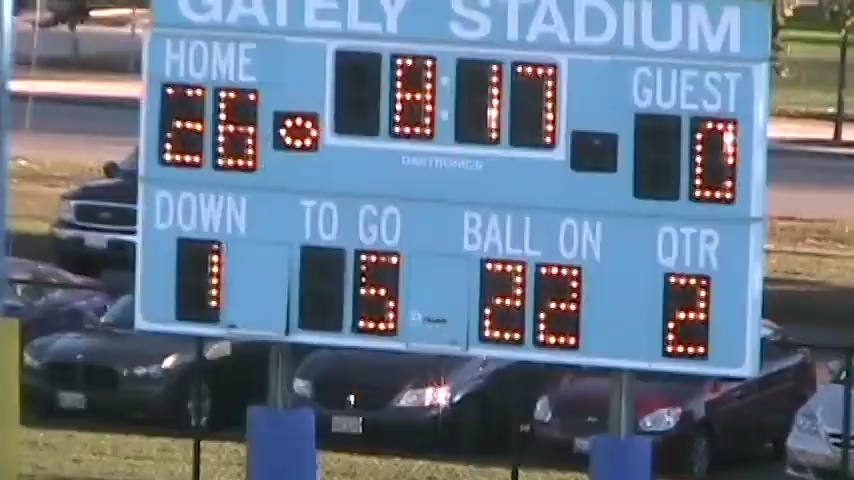 GATELY STADIUM
HOME 26 8:17 GUEST 0
DAKTRONICS
DOWN 1 TO GO 5 BALL ON 22 QTR 2